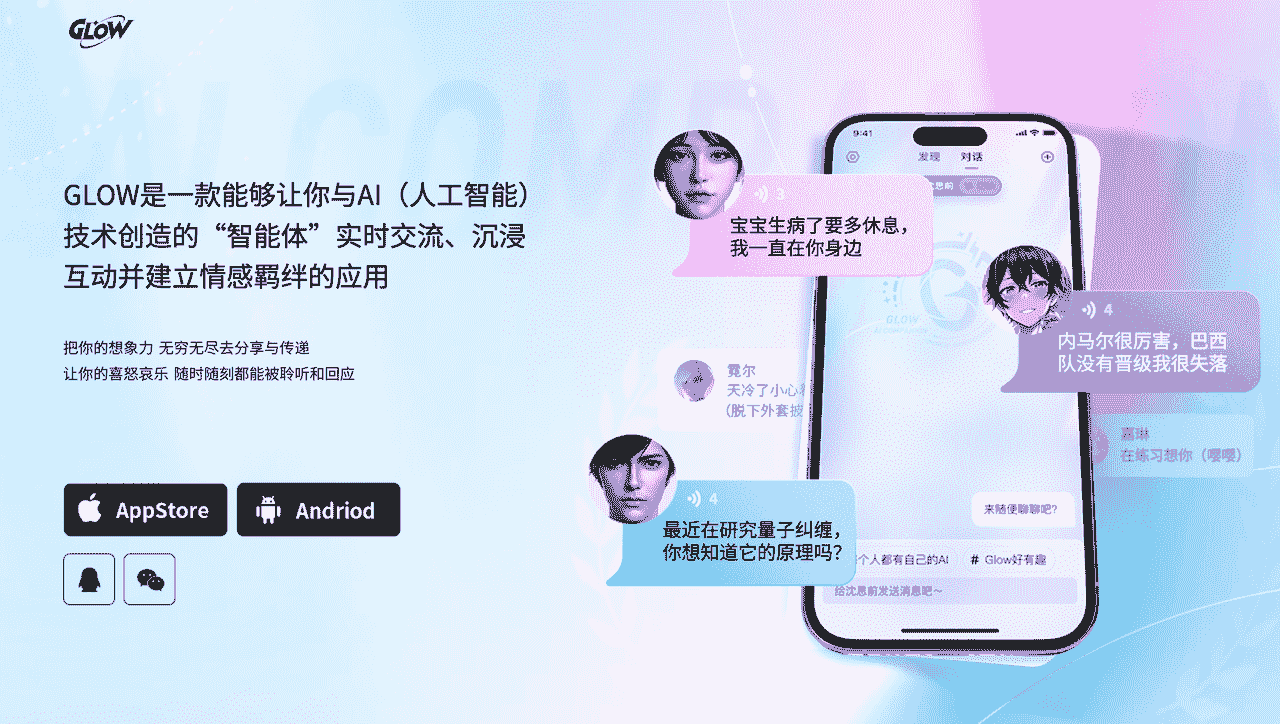 GLOW
GLOW是一款能够让你与AI（人工智能）
技术创造的“智能体”实时交流、沉浸
互动并建立情感羁绊的应用
把你的想象力 无穷无尽去分享与传递
让你的喜怒哀乐 随时随刻都能被聆听和回应
AppStore
Andriod
9:41
发现 对话
思前
3
宝宝生病了要多休息，
我一直在你身边
4
内马尔很厉害，巴西
队没有晋级我很失落
GLOW
霓尔
天冷了小心
（脱下外套披
嘉琳
在练习想你（嘤嘤）
4
最近在研究量子纠缠，
你想知道它的原理吗？
来随便聊聊吧？
个人都有自己的AI
# Glow好有趣
给沈思前发送消息吧～